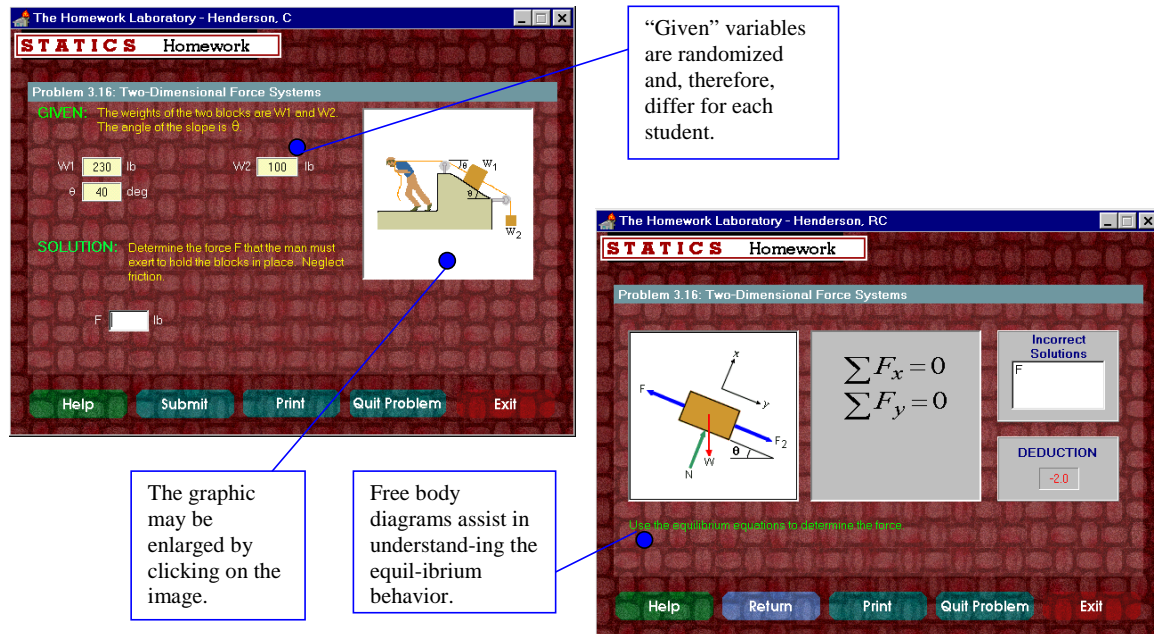 The Homework Laboratory - Henderson, C
STATICS Homework
Problem 3.16: Two-Dimensional Force Systems
GIVEN: The weights of the two blocks are W1 and W2.
The angle of the slope is θ.
W1 230 lb W2 100 lb
θ 40 deg
θ W1
θ
W2
SOLUTION: Determine the force F that the man must
exert to hold the blocks in place. Neglect
friction.
F lb
Help Submit Print Quit Problem Exit
“Given” variables
are randomized
and, therefore,
differ for each
student.
The graphic
may be
enlarged by
clicking on the
image.
Free body
diagrams assist in
understand-ing the
equil-ibrium
behavior.
The Homework Laboratory - Henderson, RC
STATICS Homework
Problem 3.16: Two-Dimensional Force Systems
x
F
y
F2
θ
W
N
∑Fx = 0
∑Fy = 0
Incorrect
Solutions
F
DEDUCTION
-2.0
Use the equilibrium equations to determine the force.
Help Return Print Quit Problem Exit